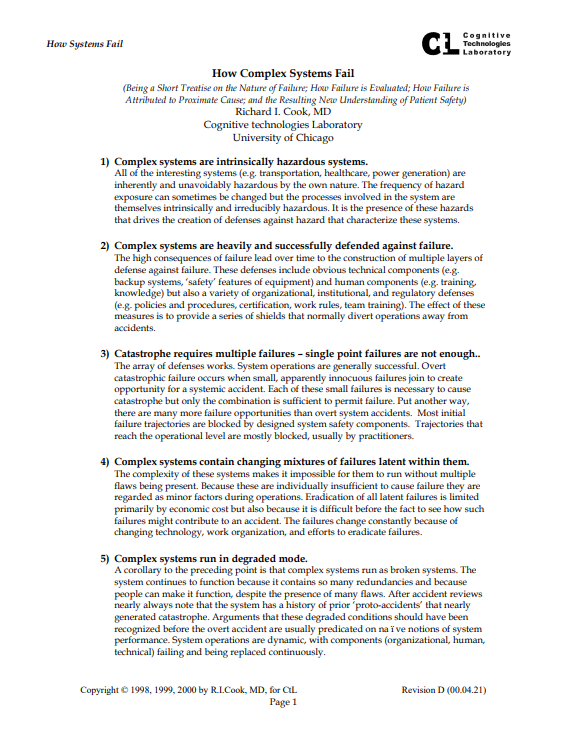 How Systems Fail
CtL
Cognitive
Technologies
Laboratory
How Complex Systems Fail
(Being a Short Treatise on the Nature of Failure; How Failure is Evaluated; How Failure is
Attributed to Proximate Cause; and the Resulting New Understanding of Patient Safety)
Richard I. Cook, MD
Cognitive technologies Laboratory
University of Chicago
1) Complex systems are intrinsically hazardous systems.
All of the interesting systems (e.g. transportation, healthcare, power generation) are
inherently and unavoidably hazardous by the own nature. The frequency of hazard
exposure can sometimes be changed but the processes involved in the system are
themselves intrinsically and irreducibly hazardous. It is the presence of these hazards
that drives the creation of defenses against hazard that characterize these systems.
2) Complex systems are heavily and successfully defended against failure.
The high consequences of failure lead over time to the construction of multiple layers of
defense against failure. These defenses include obvious technical components (e.g.
backup systems, ‘safety’ features of equipment) and human components (e.g. training,
knowledge) but also a variety of organizational, institutional, and regulatory defenses
(e.g. policies and procedures, certification, work rules, team training). The effect of these
measures is to provide a series of shields that normally divert operations away from
accidents.
3) Catastrophe requires multiple failures – single point failures are not enough..
The array of defenses works. System operations are generally successful. Overt
catastrophic failure occurs when small, apparently innocuous failures join to create
opportunity for a systemic accident. Each of these small failures is necessary to cause
catastrophe but only the combination is sufficient to permit failure. Put another way,
there are many more failure opportunities than overt system accidents. Most initial
failure trajectories are blocked by designed system safety components. Trajectories that
reach the operational level are mostly blocked, usually by practitioners.
4) Complex systems contain changing mixtures of failures latent within them.
The complexity of these systems makes it impossible for them to run without multiple
flaws being present. Because these are individually insufficient to cause failure they are
regarded as minor factors during operations. Eradication of all latent failures is limited
primarily by economic cost but also because it is difficult before the fact to see how such
failures might contribute to an accident. The failures change constantly because of
changing technology, work organization, and efforts to eradicate failures.
5) Complex systems run in degraded mode.
A corollary to the preceding point is that complex systems run as broken systems. The
system continues to function because it contains so many redundancies and because
people can make it function, despite the presence of many flaws. After accident reviews
nearly always note that the system has a history of prior ‘proto-accidents’ that nearly
generated catastrophe. Arguments that these degraded conditions should have been
recognized before the overt accident are usually predicated on na ï ve notions of system
performance. System operations are dynamic, with components (organizational, human,
technical) failing and being replaced continuously.
Copyright © 1998, 1999, 2000 by R.I.Cook, MD, for CtL
Revision D (00.04.21)
Page 1